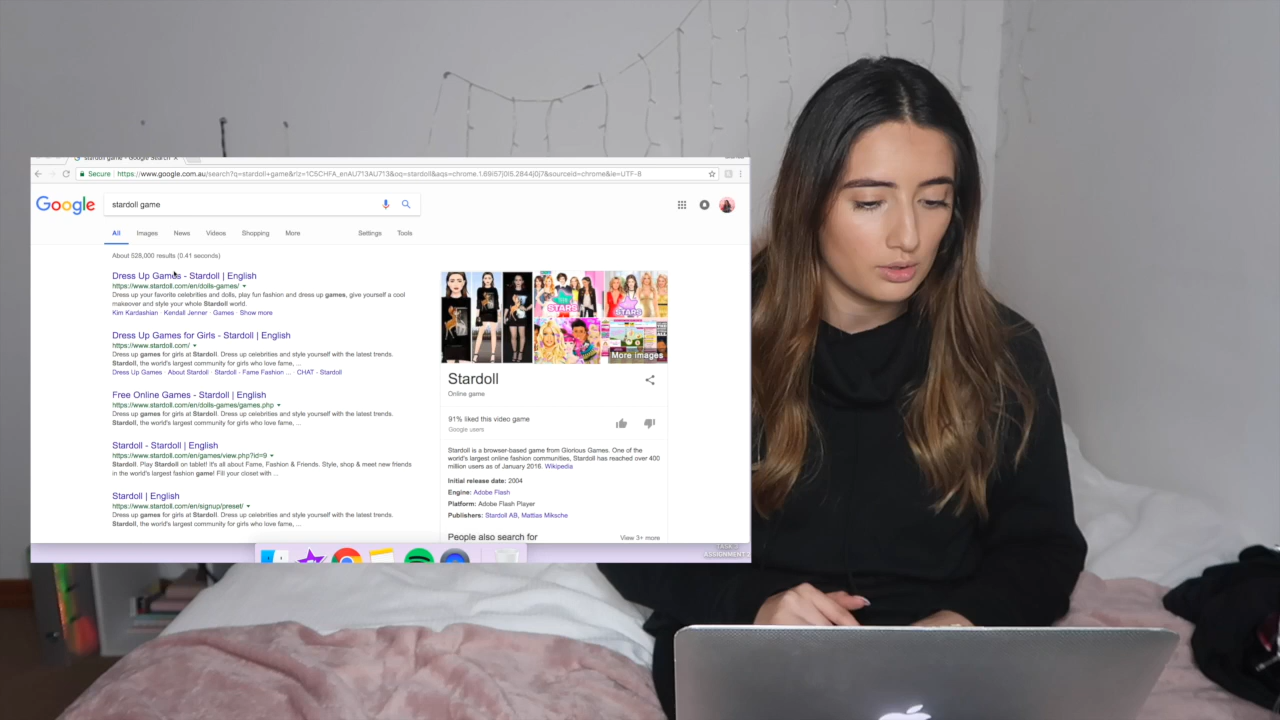 stardoll game - Google Search
Secure https://www.google.com.au/search?q=stardoll+game&rlz=1C5CHFA_enAU713AU713&oq=stardoll&aqs=chrome.1.69i57j0l5.2844j0j7&sourceid=chrome&ie=UTF-8
Google
stardoll game
All Images News Videos Shopping More Settings Tools
About 528,000 results (0.41 seconds)
Dress Up Games - Stardoll | English
https://www.stardoll.com/en/dolls-games/
Dress up your favorite celebrities and dolls, play fun fashion and dress up games, give yourself a cool
makeover and style your whole Stardoll world.
Kim Kardashian · Kendall Jenner · Games · Show more
Dress Up Games for Girls - Stardoll | English
https://www.stardoll.com/
Dress up games for girls at Stardoll. Dress up celebrities and style yourself with the latest trends.
Stardoll, the world's largest community for girls who love fame, ...
Dress Up Games · About Stardoll · Stardoll - Fame Fashion ... · CHAT - Stardoll
Free Online Games - Stardoll | English
https://www.stardoll.com/en/dolls-games/games.php
Dress up games for girls at Stardoll. Dress up celebrities and style yourself with the latest trends.
Stardoll, the world's largest community for girls who love fame, ...
Stardoll - Stardoll | English
https://www.stardoll.com/en/games/view.php?id=9
Stardoll. Play Stardoll on tablet! It's all about Fame, Fashion & Friends. Style, shop & meet new friends
in the world's largest fashion game! Fill your closet with ...
Stardoll | English
https://www.stardoll.com/en/signup/preset/
Dress up games for girls at Stardoll. Dress up celebrities and style yourself with the latest trends.
Stardoll, the world's largest community for girls who love fame, ...
STARS
STARS
More images
Stardoll
Online game
91% liked this video game
Google users
Stardoll is a browser-based game from Glorious Games. One of the
world's largest online fashion communities, Stardoll has reached over 400
million users as of January 2016. Wikipedia
Initial release date: 2004
Engine: Adobe Flash
Platform: Adobe Flash Player
Publishers: Stardoll AB, Mattias Miksche
People also search for
View 3+ more
ASSIGNMENT